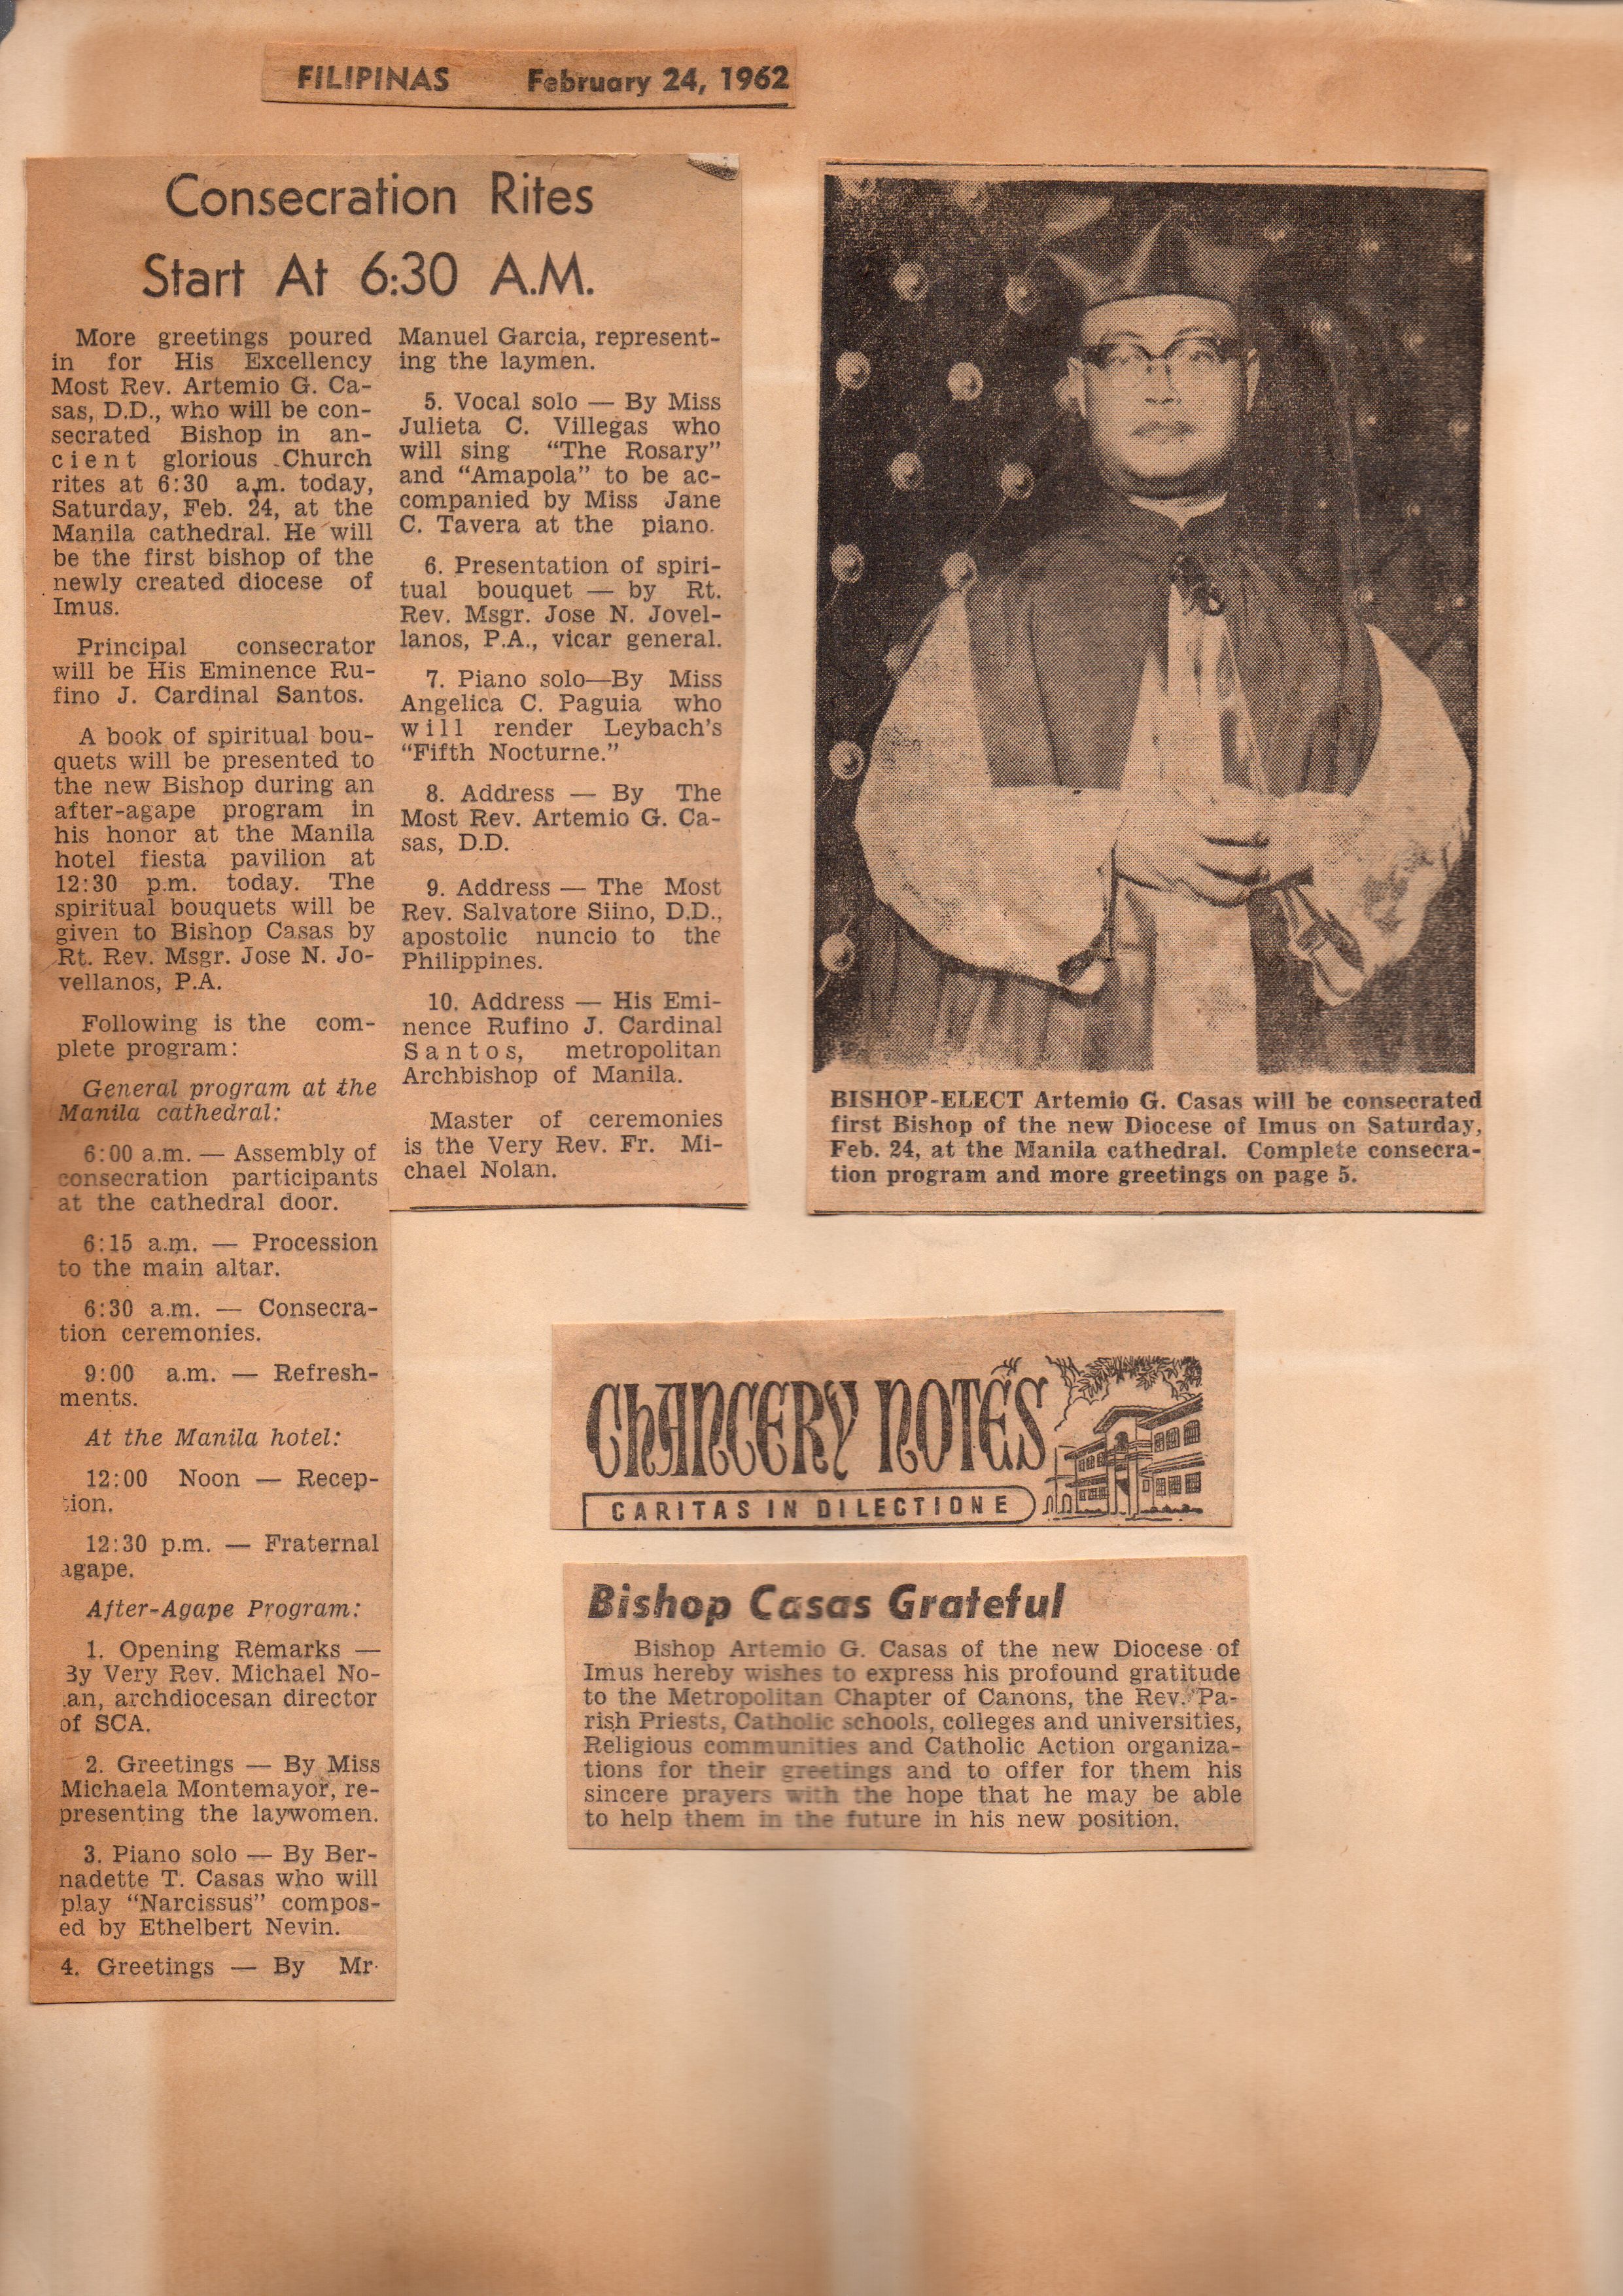 FILIPINAS February 24, 1962
Consecration Rites
Start At 6:30 A.M.
More greetings poured
in for His Excellency
Most Rev. Artemio G. Ca-
sas, D.D., who will be con-
secrated Bishop in an-
cient glorious Church
rites at 6:30 a.m. today,
Saturday, Feb. 24, at the
Manila cathedral. He will
be the first bishop of the
newly created diocese of
Imus.
Principal consecrator
will be His Eminence Ru-
fino J. Cardinal Santos.
A book of spiritual bou-
quets will be presented to
the new Bishop during an
after-agape program in
his honor at the Manila
hotel fiesta pavilion at
12:30 p.m. today. The
spiritual bouquets will be
given to Bishop Casas by
Rt. Rev. Msgr. Jose N. Jo-
vellanos, P.A.
Following is the com-
plete program:
General program at the
Manila cathedral:
6:00 a.m. — Assembly of
consecration participants
at the cathedral door.
6:15 a.m. — Procession
to the main altar.
6:30 a.m. — Consecra-
tion ceremonies.
9:00 a.m. — Refresh-
ments.
At the Manila hotel:
12:00 Noon — Recep-
tion.
12:30 p.m. — Fraternal
agape.
After-Agape Program:
1. Opening Remarks —
By Very Rev. Michael No-
lan, archdiocesan director
of SCA.
2. Greetings — By Miss
Michaela Montemayor, re-
presenting the laywomen.
3. Piano solo — By Ber-
nadette T. Casas who will
play “Narcissus” compos-
ed by Ethelbert Nevin.
4. Greetings — By Mr.
Manuel Garcia, represent-
ing the laymen.
5. Vocal solo — By Miss
Julieta C. Villegas who
will sing “The Rosary”
and “Amapola” to be ac-
companied by Miss Jane
C. Tavera at the piano.
6. Presentation of spiri-
tual bouquet — by Rt.
Rev. Msgr. Jose N. Jovel-
lanos, P.A., vicar general.
7. Piano solo—By Miss
Angelica C. Paguia who
will render Leybach’s
“Fifth Nocturne.”
8. Address — By The
Most Rev. Artemio G. Ca-
sas, D.D.
9. Address — The Most
Rev. Salvatore Siino, D.D.,
apostolic nuncio to the
Philippines.
10. Address — His Emi-
nence Rufino J. Cardinal
Santos, metropolitan
Archbishop of Manila.
Master of ceremonies
is the Very Rev. Fr. Mi-
chael Nolan.
BISHOP-ELECT Artemio G. Casas will be consecrated
first Bishop of the new Diocese of Imus on Saturday,
Feb. 24, at the Manila cathedral. Complete consecra-
tion program and more greetings on page 5.
CHANCERY NOTES
CARITAS IN DILECTIONE
Bishop Casas Grateful
Bishop Artemio G. Casas of the new Diocese of
Imus hereby wishes to express his profound gratitude
to the Metropolitan Chapter of Canons, the Rev. Pa-
rish Priests, Catholic schools, colleges and universities,
Religious communities and Catholic Action organiza-
tions for their greetings and to offer for them his
sincere prayers with the hope that he may be able
to help them in the future in his new position.